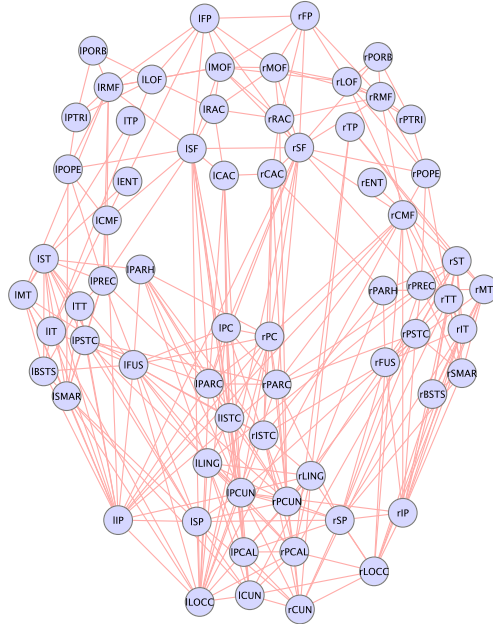 lFP
rFP
lPORB
rPORB
lMOF
rMOF
lLOF
rLOF
lRMF
rRMF
lRAC
rRAC
lPTRI
lTP
rTP
rPTRI
lSF
rSF
lPOPE
lCAC
rCAC
rPOPE
lENT
rENT
lCMF
rCMF
lST
rST
lPARH
lPREC
rPARH
rPREC
rMT
lMT
lTT
rTT
lIT
lPSTC
lPC
rPC
rPSTC
rIT
lBSTS
lFUS
rFUS
rSMAR
lSMAR
lPARC
rPARC
rBSTS
lISTC
rISTC
lLING
rLING
lPCUN
rPCUN
lIP
lSP
rSP
rIP
lPCAL
rPCAL
rLOCC
lLOCC
lCUN
rCUN